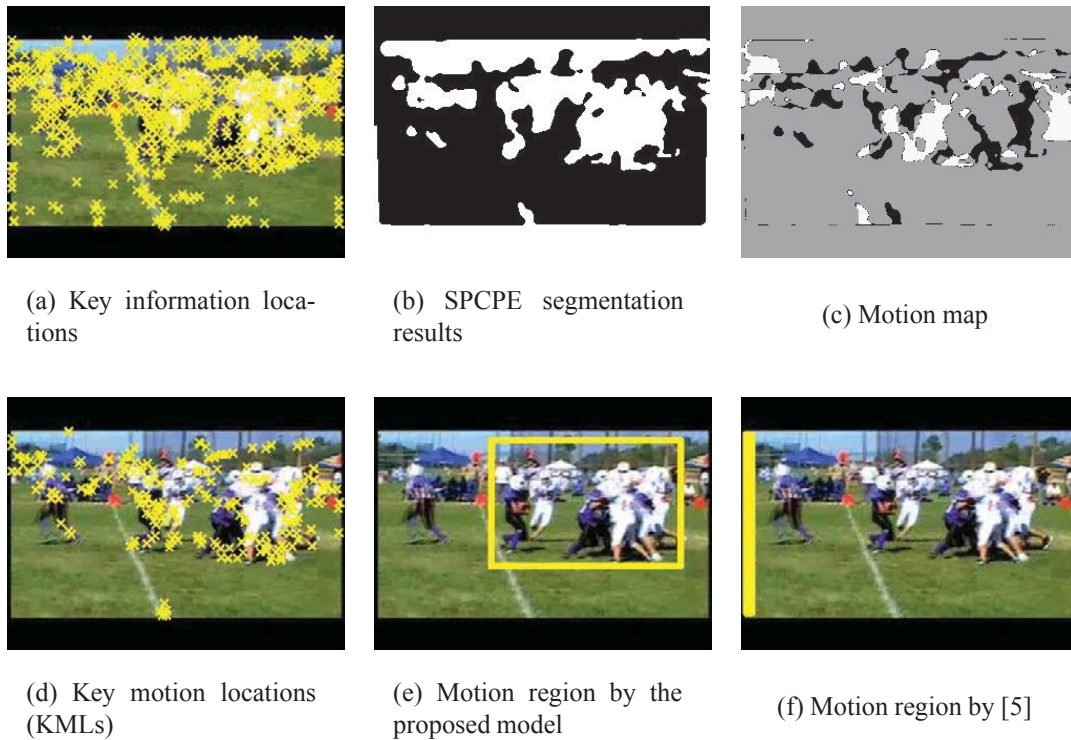 (a) Key information loca-
tions
(b) SPCPE segmentation
results
(c) Motion map
(d) Key motion locations
(KMLs)
(e) Motion region by the
proposed model
(f) Motion region by [5]